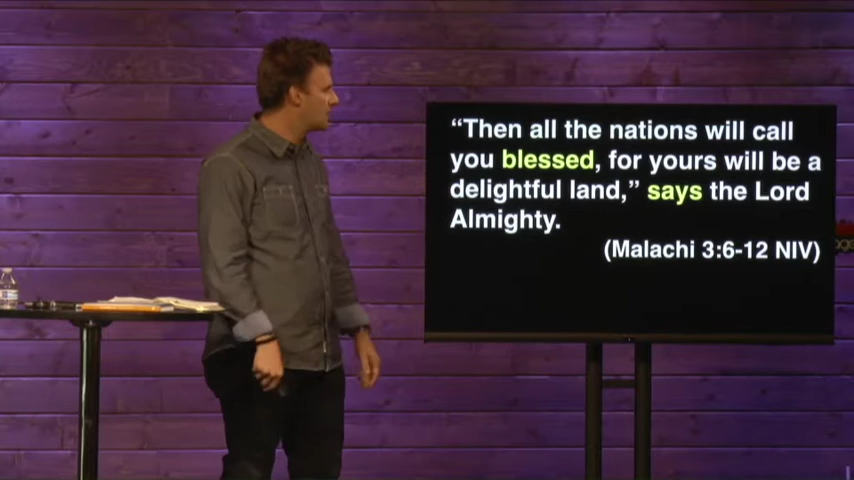 “Then all the nations will call
you blessed, for yours will be a
delightful land,” says the Lord
Almighty.
(Malachi 3:6-12 NIV)